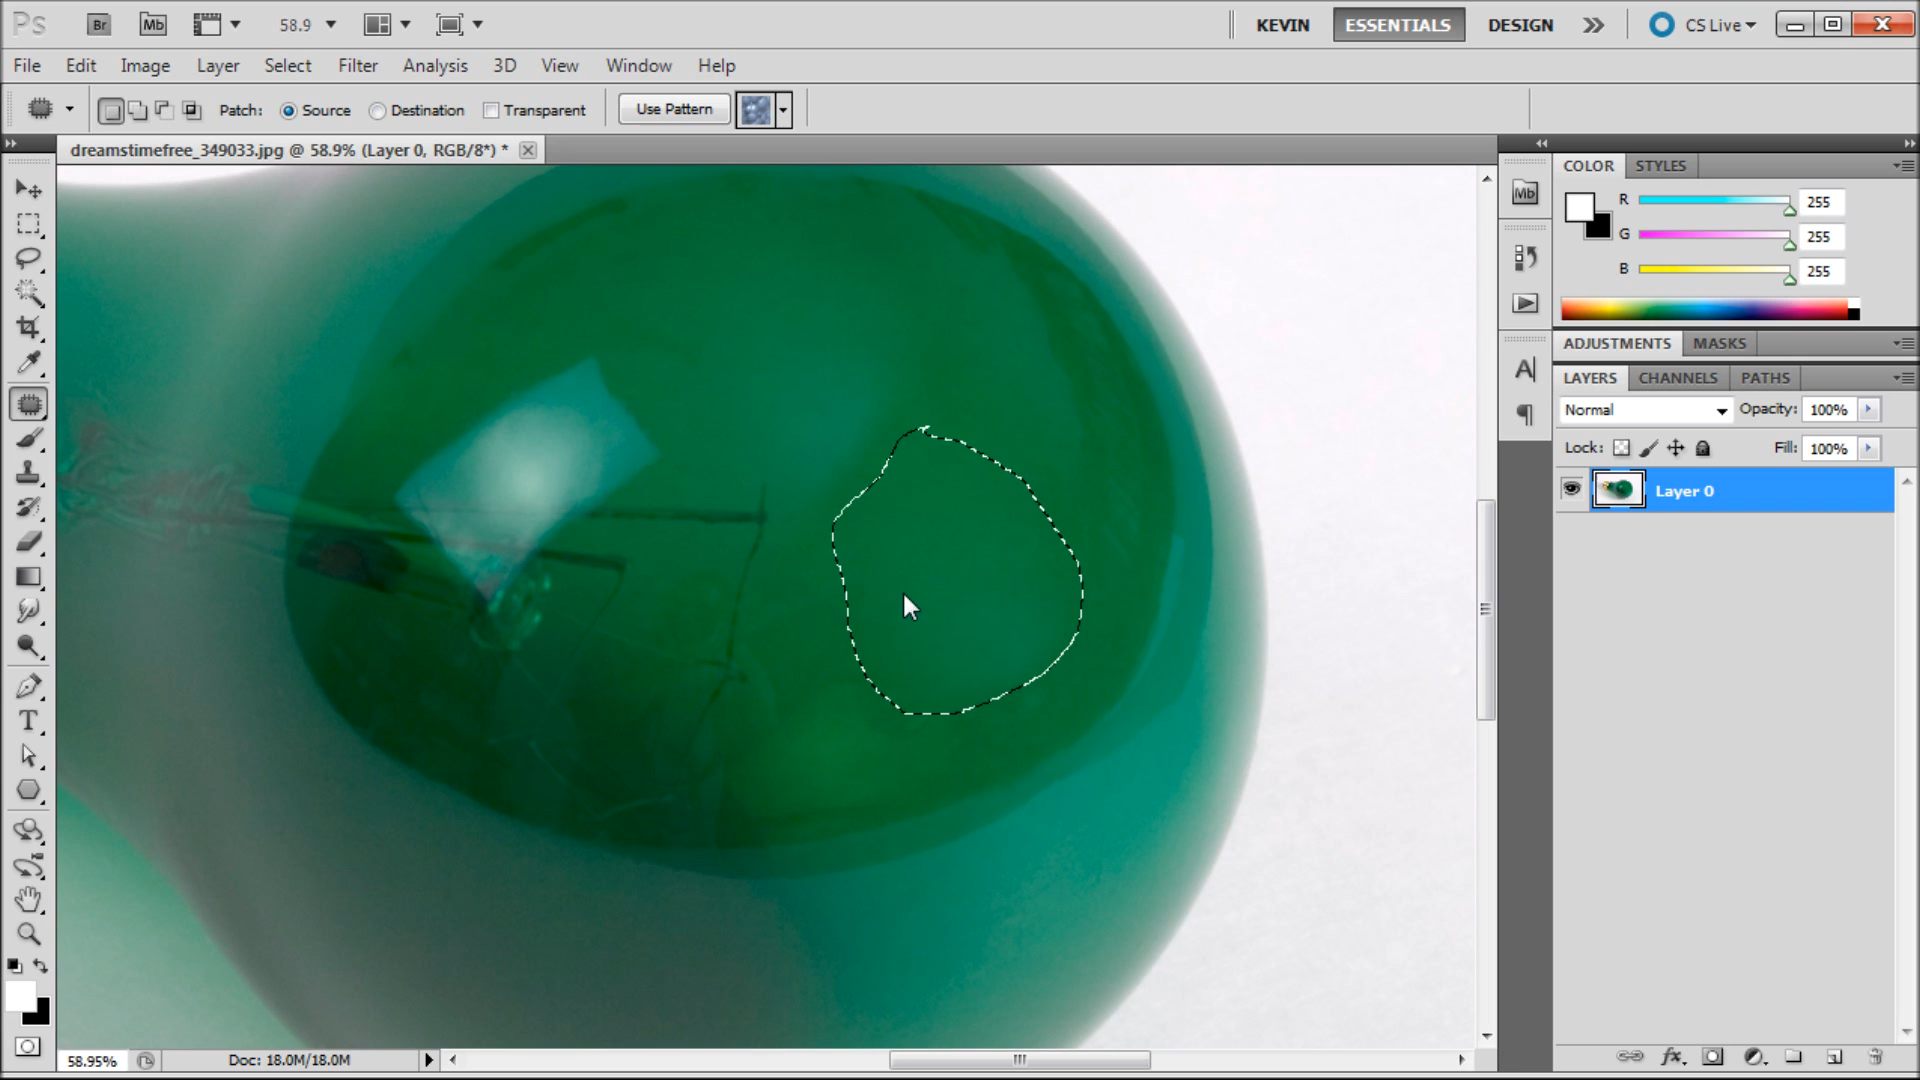 Ps Br Mb 58.9 KEVIN ESSENTIALS DESIGN CS Live
File Edit Image Layer Select Filter Analysis 3D View Window Help
Patch: Source Destination Transparent Use Pattern
dreamstimefree_349033.jpg @ 58.9% (Layer 0, RGB/8*) *
COLOR STYLES
Mb
R 255
G 255
B 255
ADJUSTMENTS MASKS
LAYERS CHANNELS PATHS
Normal Opacity: 100%
Lock: Fill: 100%
Layer 0
58.95% Doc: 18.0M/18.0M